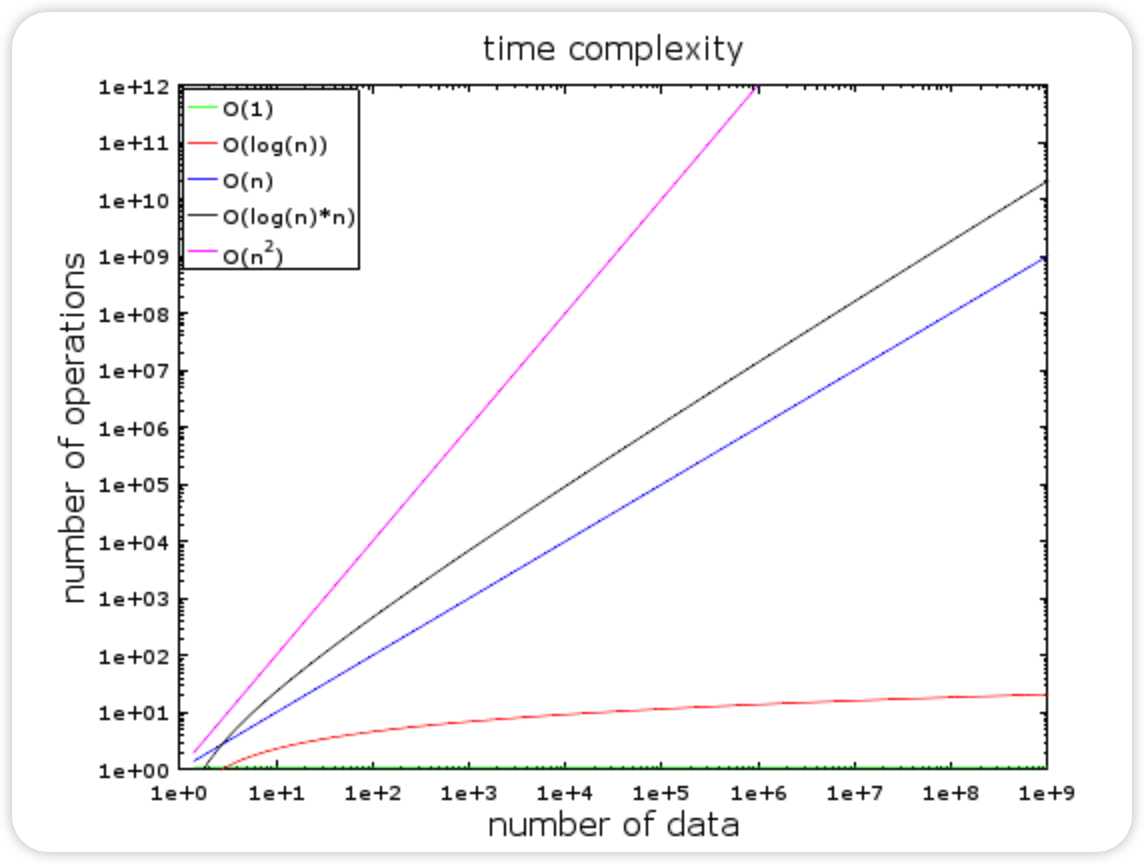 time complexity
1e+12
1e+11
1e+10
1e+09
1e+08
1e+07
1e+06
1e+05
1e+04
1e+03
1e+02
1e+01
1e+00
O(1)
O(log(n))
O(n)
O(log(n)*n)
O(n²)
number of operations
1e+0 1e+1 1e+2 1e+3 1e+4 1e+5 1e+6 1e+7 1e+8 1e+9
number of data